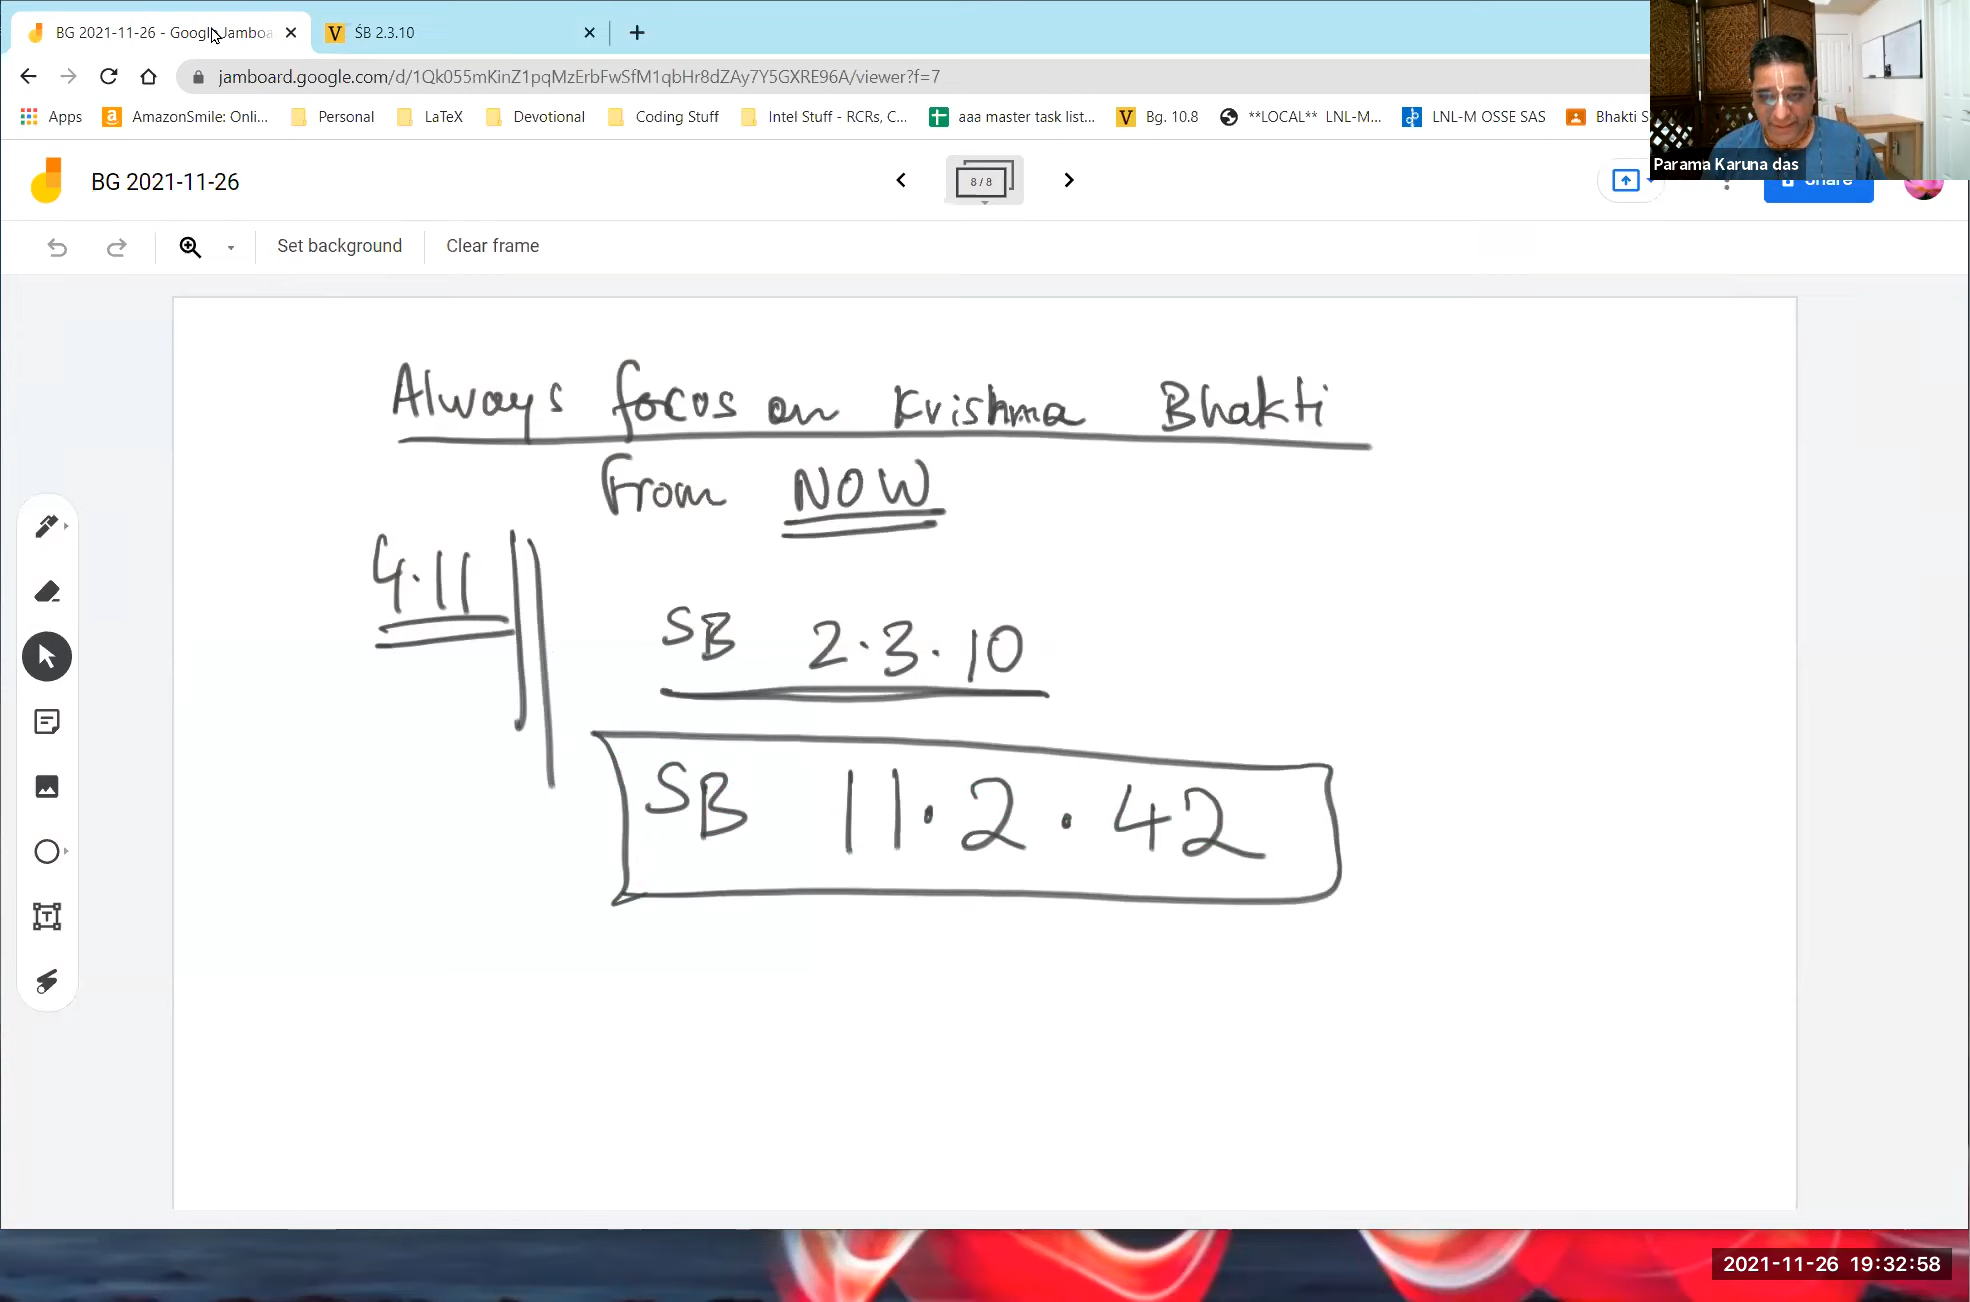 BG 2021-11-26 - Google Jamboa
ŚB 2.3.10
jamboard.google.com/d/1Qk055mKinZ1pqMzErbFwSfM1qbHr8dZAy7Y5GXRE96A/viewer?f=7
Apps AmazonSmile: Onli... Personal LaTeX Devotional Coding Stuff Intel Stuff - RCRs, C... aaa master task list... Bg. 10.8 **LOCAL** LNL-M... LNL-M OSSE SAS Bhakti S
Parama Karuna das
BG 2021-11-26
8 / 8
Share
Set background
Clear frame
Always focus on Krishna Bhakti
From NOW
4.11
SB 2.3.10
SB 11.2.42
2021-11-26 19:32:58